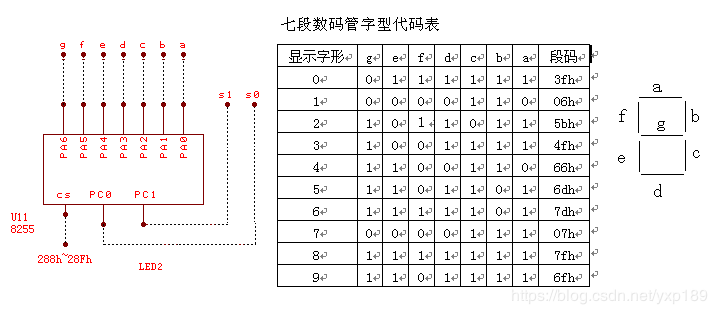 七段数码管字型代码表
g f e d c b a
s1 s0
PA6 PA5 PA4 PA3 PA2 PA1 PA0
cs PC0 PC1
U11
8255
288h~28Fh
LED2
显示字形 g e f d c b a 段码
0 0 1 1 1 1 1 1 3fh
1 0 0 0 0 1 1 0 06h
2 1 0 1 1 0 1 1 5bh
3 1 0 0 1 1 1 1 4fh
4 1 1 0 0 1 1 0 66h
5 1 1 0 1 1 0 1 6dh
6 1 1 1 1 1 0 1 7dh
7 0 0 0 0 1 1 1 07h
8 1 1 1 1 1 1 1 7fh
9 1 1 0 1 1 1 1 6fh
a
f b
g
e c
d
https://blog.csdn.net/yxp189